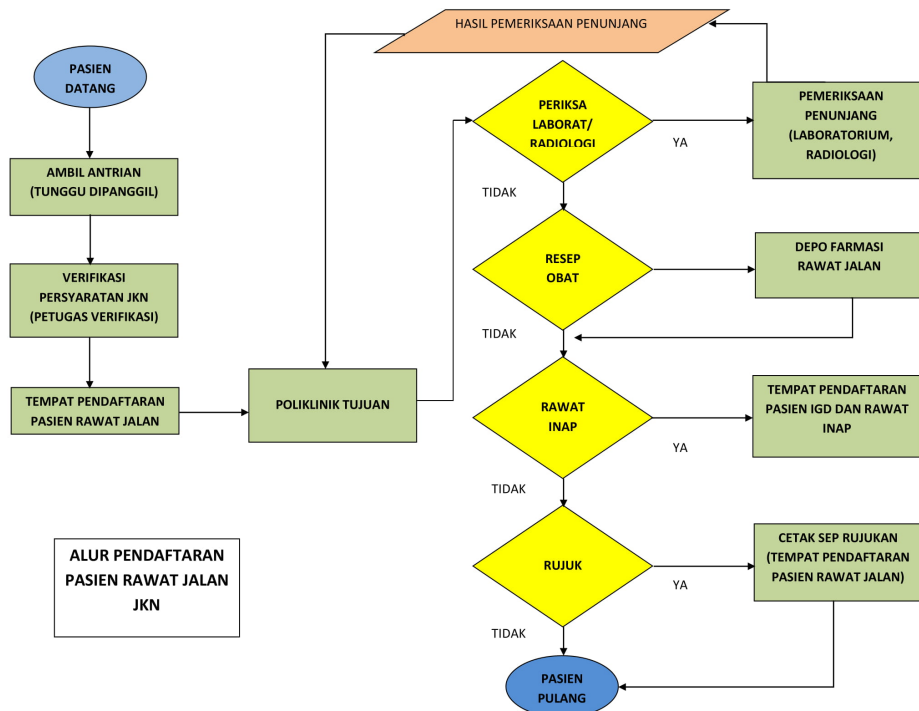 HASIL PEMERIKSAAN PENUNJANG
PASIEN
DATANG
AMBIL ANTRIAN
(TUNGGU DIPANGGIL)
VERIFIKASI
PERSYARATAN JKN
(PETUGAS VERIFIKASI)
TEMPAT PENDAFTARAN
PASIEN RAWAT JALAN
POLIKLINIK TUJUAN
PERIKSA
LABORAT/
RADIOLOGI
YA
PEMERIKSAAN
PENUNJANG
(LABORATORIUM,
RADIOLOGI)
TIDAK
RESEP
OBAT
DEPO FARMASI
RAWAT JALAN
TIDAK
RAWAT
INAP
YA
TEMPAT PENDAFTARAN
PASIEN IGD DAN RAWAT
INAP
TIDAK
RUJUK
YA
CETAK SEP RUJUKAN
(TEMPAT PENDAFTARAN
PASIEN RAWAT JALAN)
TIDAK
PASIEN
PULANG
ALUR PENDAFTARAN
PASIEN RAWAT JALAN
JKN